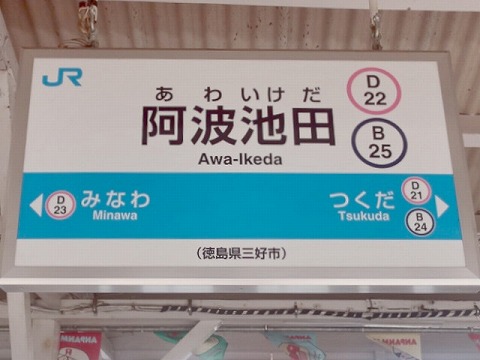 JR
あわいけだ
阿波池田
Awa-Ikeda
D
22
B
25
D
23
みなわ
Minawa
つくだ
Tsukuda
D
21
B
24
（徳島県三好市）